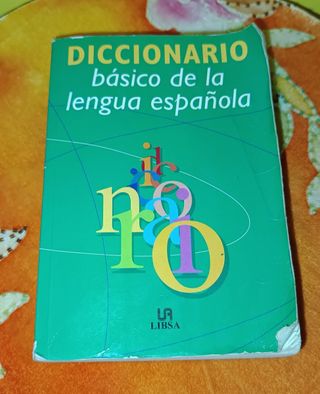 DICCIONARIO
básico de la
lengua española
LIBSA